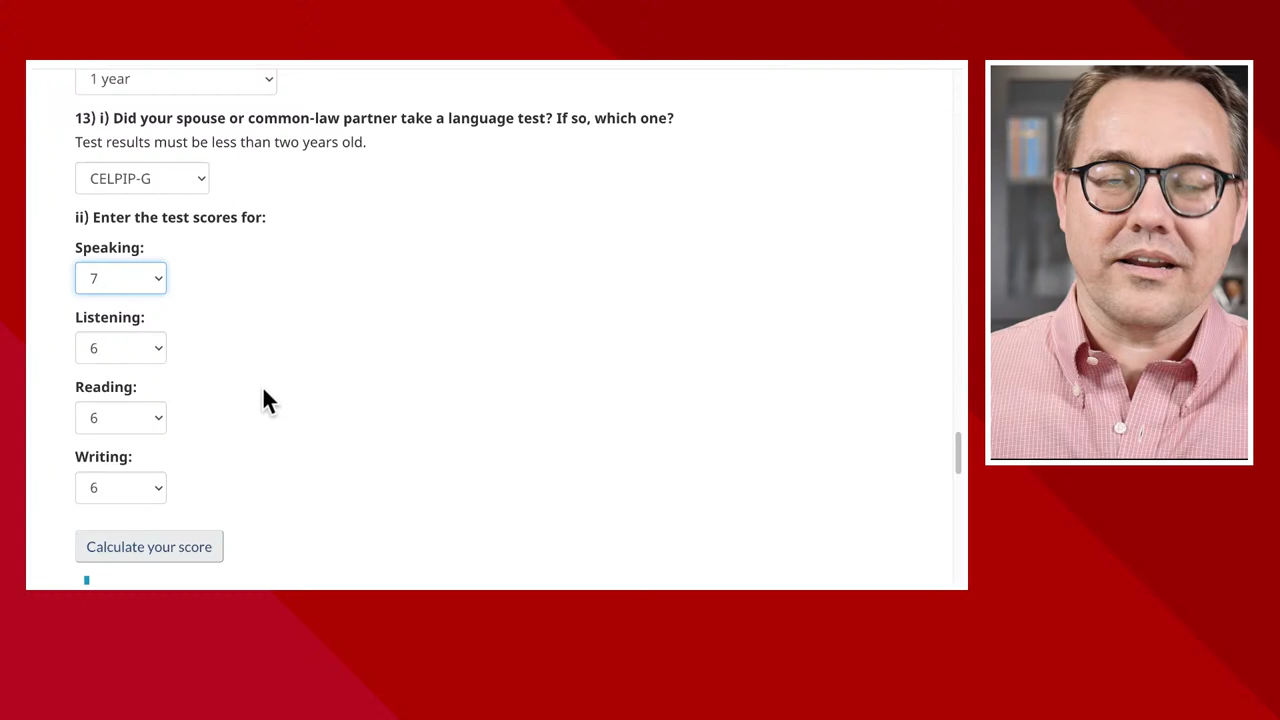 1 year
13) i) Did your spouse or common-law partner take a language test? If so, which one?
Test results must be less than two years old.
CELPIP-G
ii) Enter the test scores for:
Speaking:
7
Listening:
6
Reading:
6
Writing:
6
Calculate your score